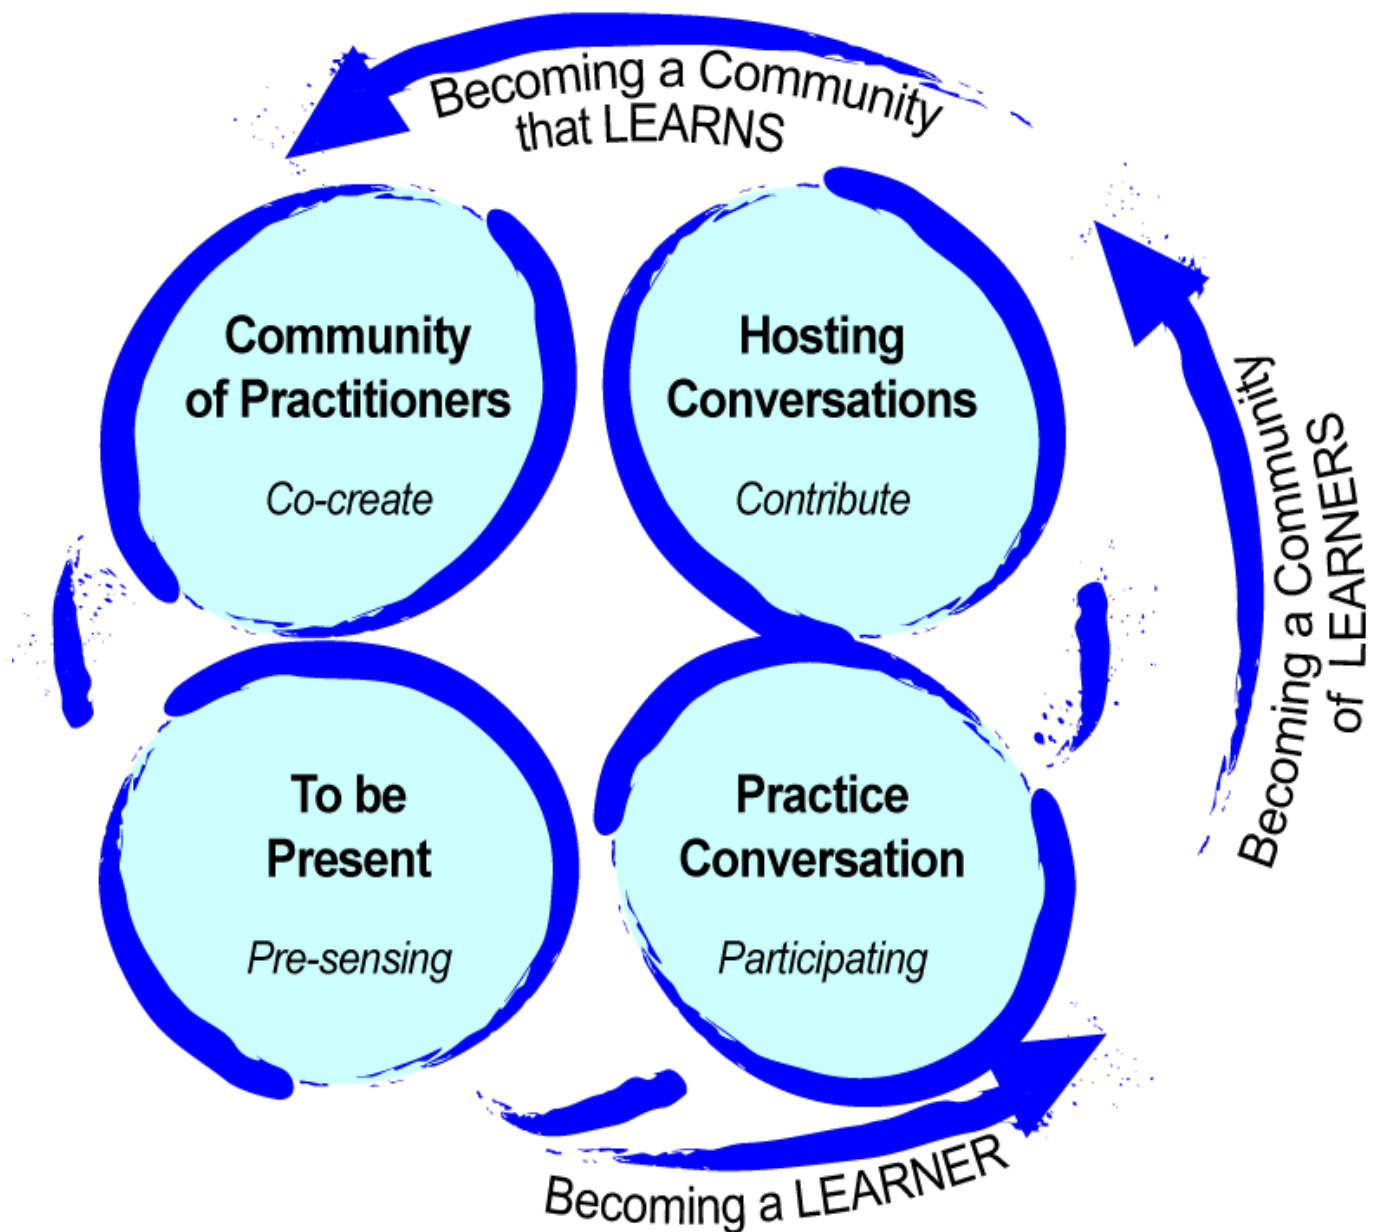 Becoming a Community
that LEARNS
Community
of Practitioners
Co-create
Hosting
Conversations
Contribute
Becoming a Community
of LEARNERS
To be
Present
Pre-sensing
Practice
Conversation
Participating
Becoming a LEARNER